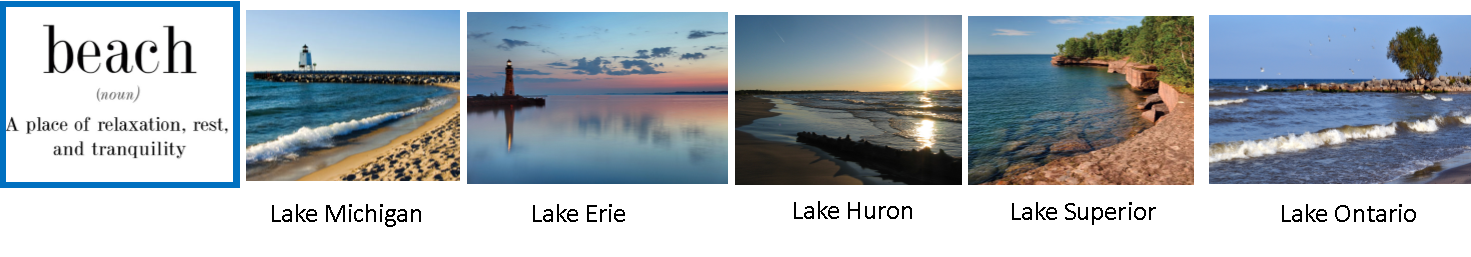 beach
(noun)
A place of relaxation, rest,
and tranquility
Lake Michigan
Lake Erie
Lake Huron
Lake Superior
Lake Ontario